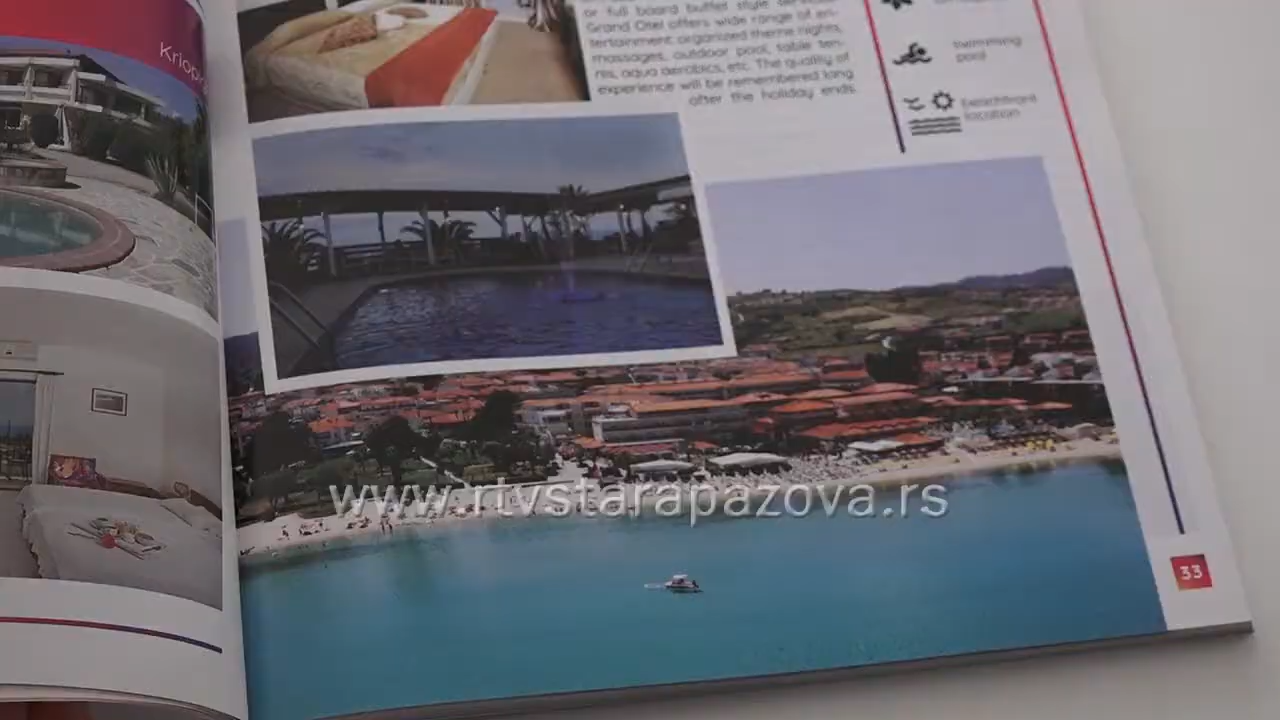 Kriopi
or full board buffet style
Grand Otel offers wide range of en-
tertainment: organized theme nights,
massages, outdoor pool, table ten-
nis, aqua aerobics, etc. The quality of
experience will be remembered long
after the holiday ends.
swimming
pool
beachfront
location
www.rtvstarapazova.rs
33